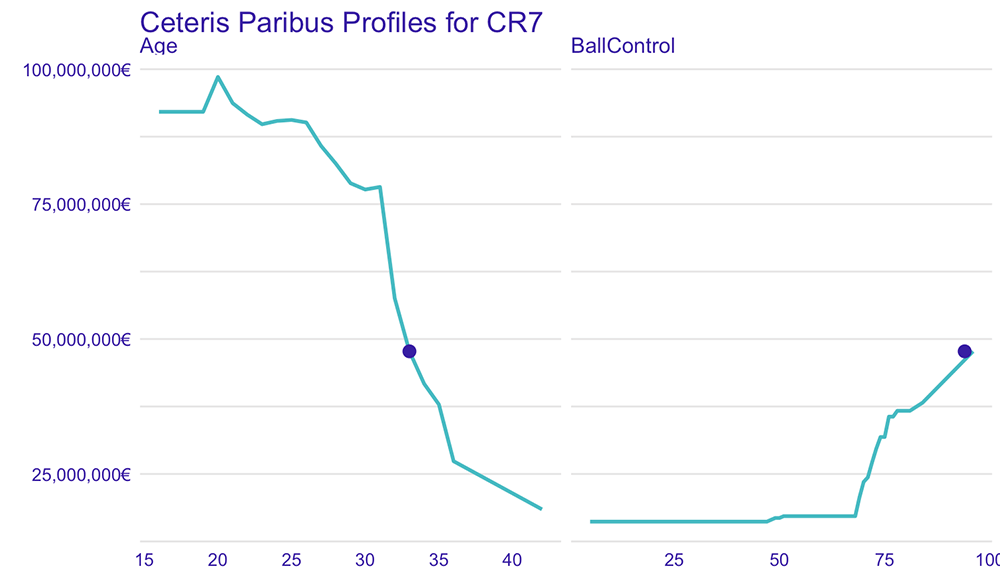 Ceteris Paribus Profiles for CR7
Age
BallControl
100,000,000€
75,000,000€
50,000,000€
25,000,000€
15 20 25 30 35 40
25 50 75 100